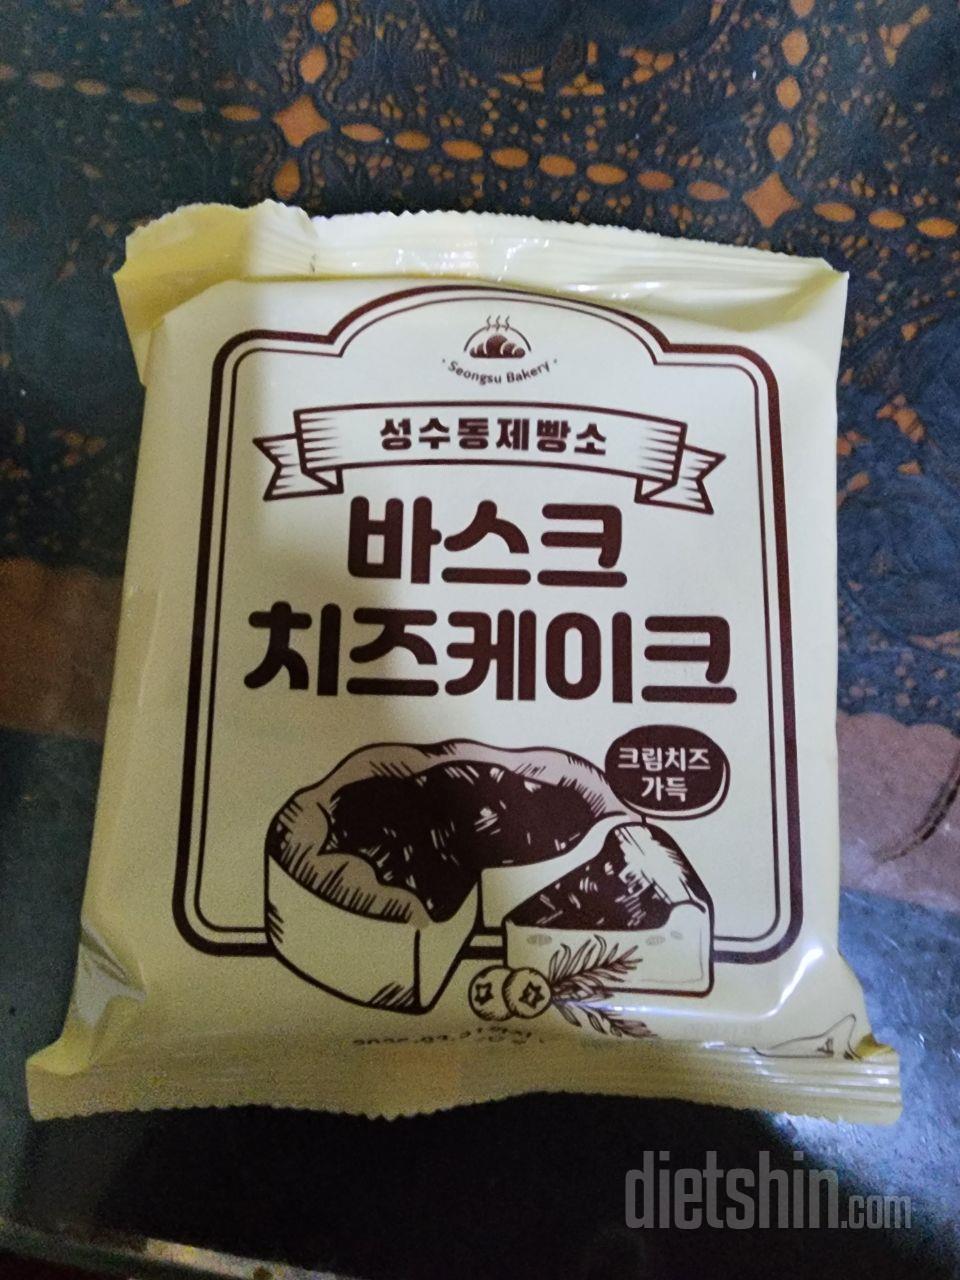 · Seongsu Bakery ·
성수동제빵소
바스크
치즈케이크
크림치즈
가득
dietshin.com